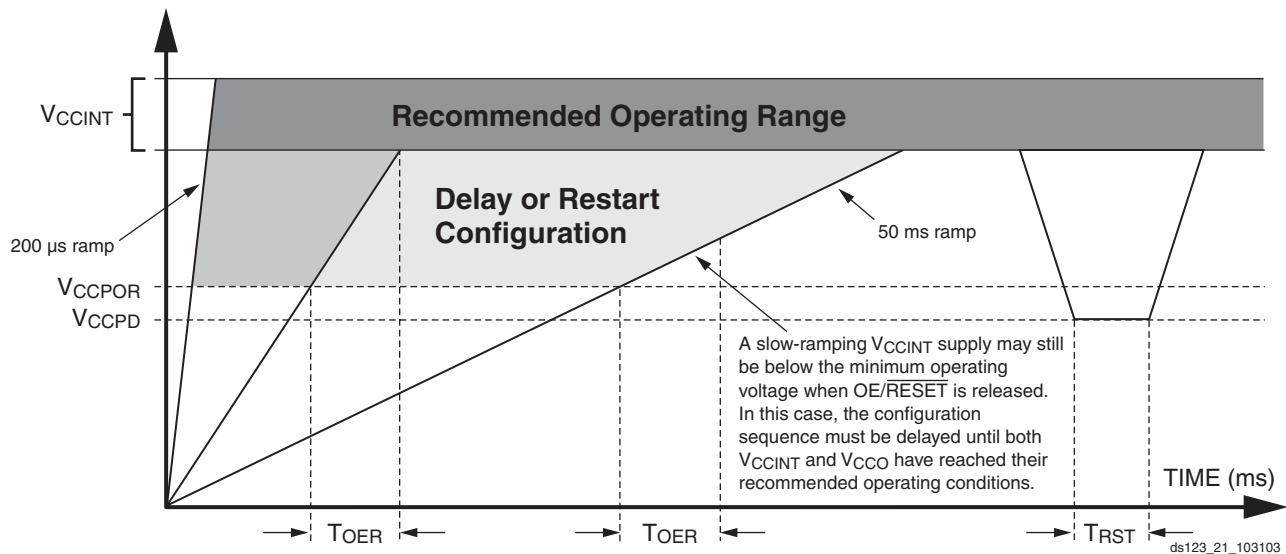 VCCINT
Recommended Operating Range
Delay or Restart
Configuration
200 µs ramp
50 ms ramp
VCCPOR
VCCPD
A slow-ramping VCCINT supply may still
be below the minimum operating
voltage when OE/RESET is released.
In this case, the configuration
sequence must be delayed until both
VCCINT and VCCO have reached their
recommended operating conditions.
TIME (ms)
TOER
TOER
TRST
ds123_21_103103